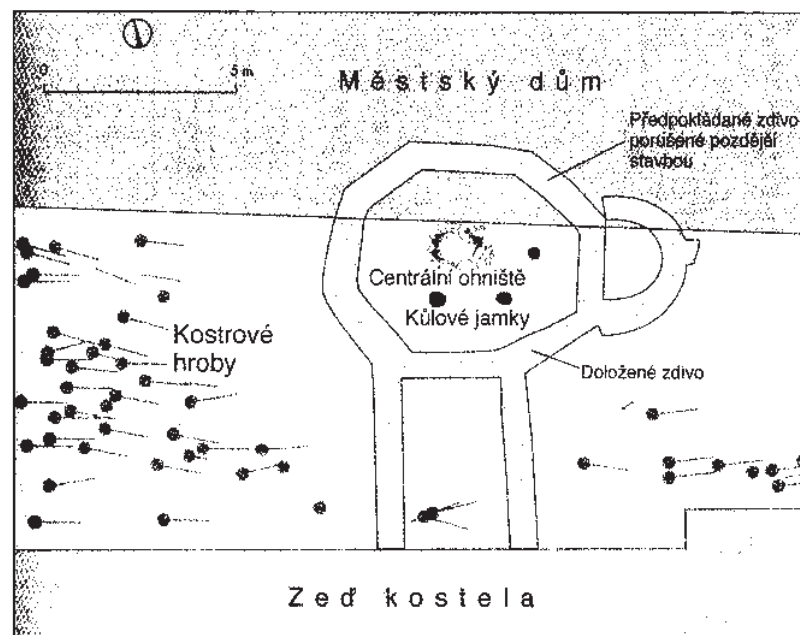 0 5 m
Městský dům
Předpokládané zdivo
porušené pozdější
stavbou
Centrální ohniště
Kůlové jamky
Kostrové
hroby
Doložené zdivo
Zeď kostela